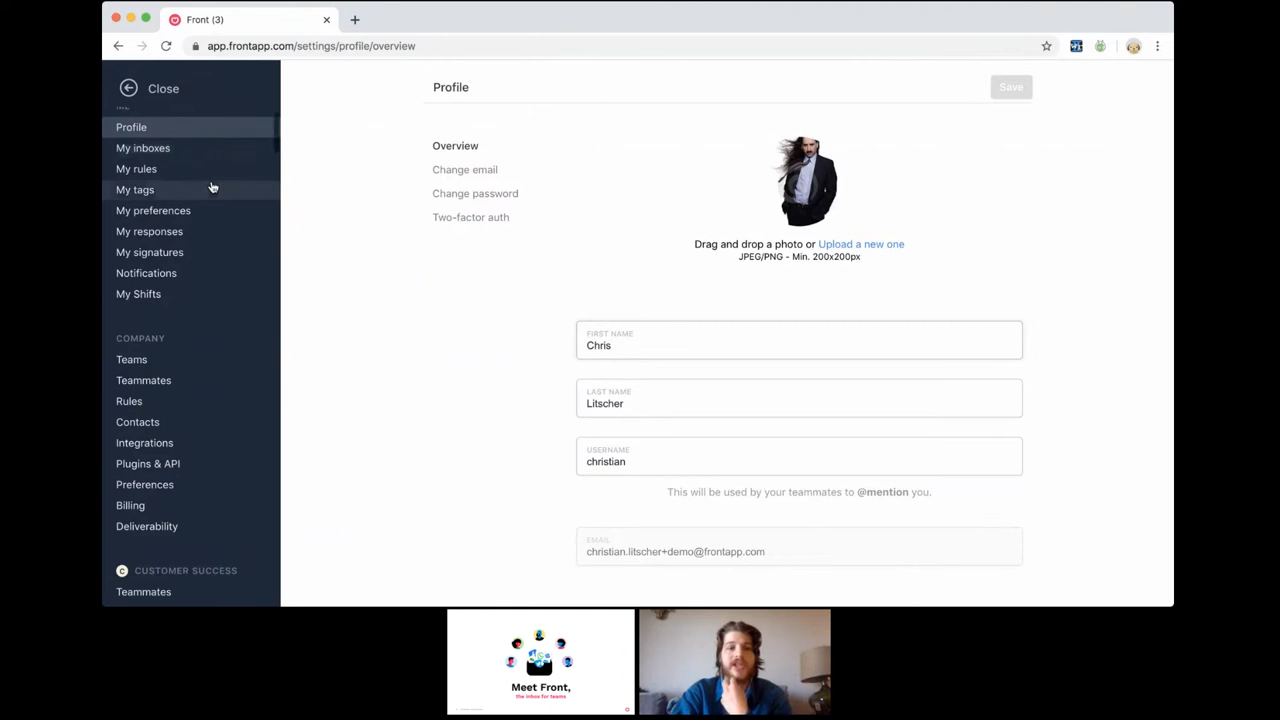 Front (3)
app.frontapp.com/settings/profile/overview
Close
Profile
Save
ME
Profile
My inboxes
My rules
My tags
My preferences
My responses
My signatures
Notifications
My Shifts
COMPANY
Teams
Teammates
Rules
Contacts
Integrations
Plugins & API
Preferences
Billing
Deliverability
C CUSTOMER SUCCESS
Teammates
Overview
Change email
Change password
Two-factor auth
Drag and drop a photo or Upload a new one
JPEG/PNG - Min. 200x200px
FIRST NAME
Chris
LAST NAME
Litscher
USERNAME
christian
This will be used by your teammates to @mention you.
EMAIL
christian.litscher+demo@frontapp.com
Meet Front,
the inbox for teams